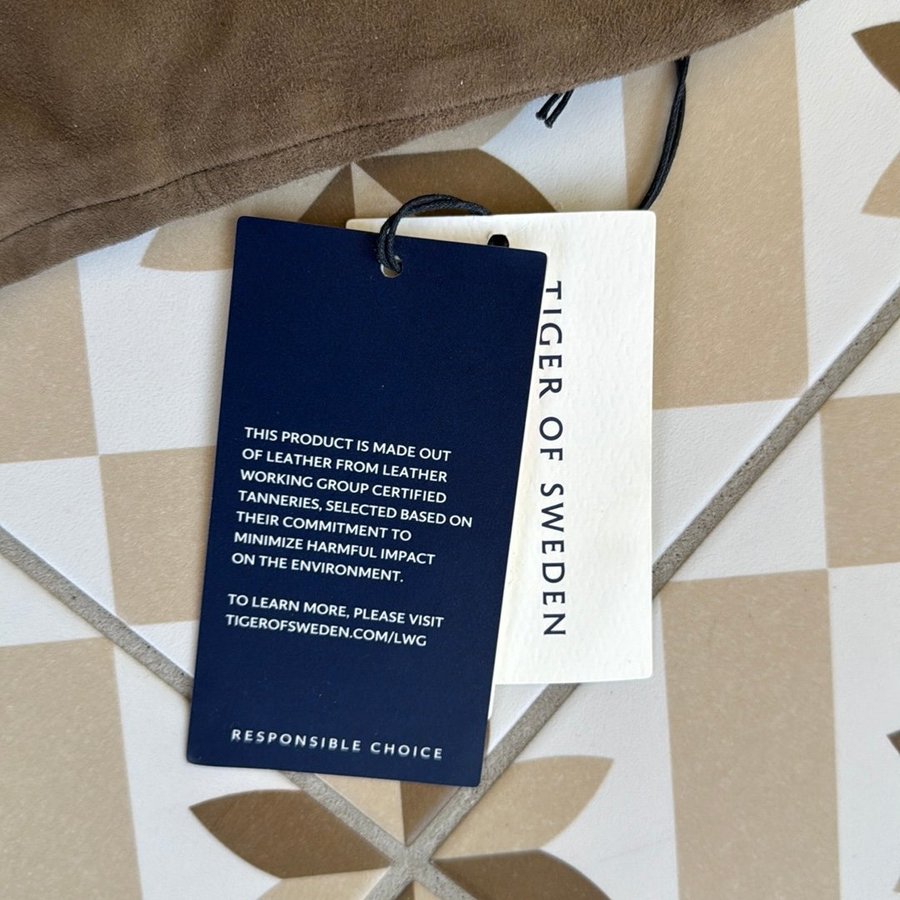 THIS PRODUCT IS MADE OUT
OF LEATHER FROM LEATHER
WORKING GROUP CERTIFIED
TANNERIES, SELECTED BASED ON
THEIR COMMITMENT TO
MINIMIZE HARMFUL IMPACT
ON THE ENVIRONMENT.
TO LEARN MORE, PLEASE VISIT
TIGEROFSWEDEN.COM/LWG
RESPONSIBLE CHOICE
TIGER OF SWEDEN